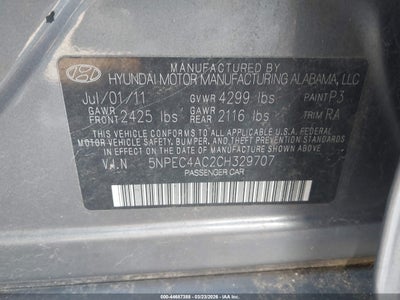 MANUFACTURED BY
HYUNDAI MOTOR MANUFACTURING ALABAMA, LLC
Jul/01/11 GVWR 4299 lbs PAINT P3
GAWR FRONT 2425 lbs GAWR REAR 2116 lbs TRIM RA
THIS VEHICLE CONFORMS TO ALL APPLICABLE U.S.A. FEDERAL
MOTOR VEHICLE SAFETY, BUMPER, AND THEFT PREVENTION
STANDARDS IN EFFECT ON THE DATE OF MANUFACTURE SHOWN ABOVE.
V.I.N. 5NPEC4AC2CH329707
PASSENGER CAR
600-44687388 - 03/23/2026 - IAA Inc.